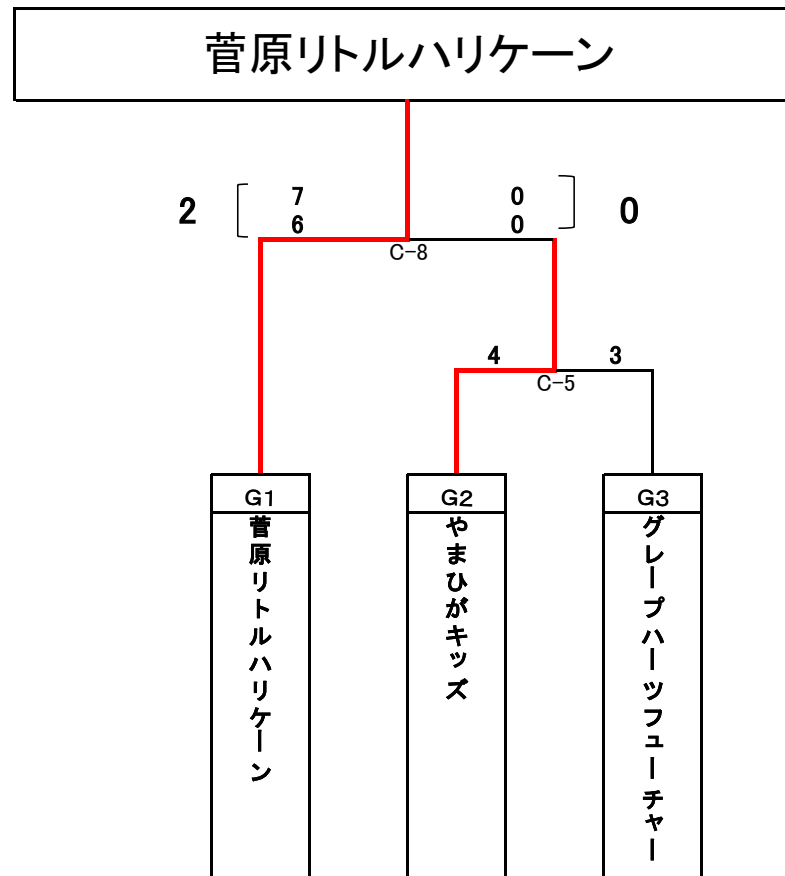 菅原リトルハリケーン
2 7 0 0
6 0
C-8
4 3
C-5
G1 G2 G3
菅原リトルハリケーン
やまひがキッズ
グレープハーツフューチャー